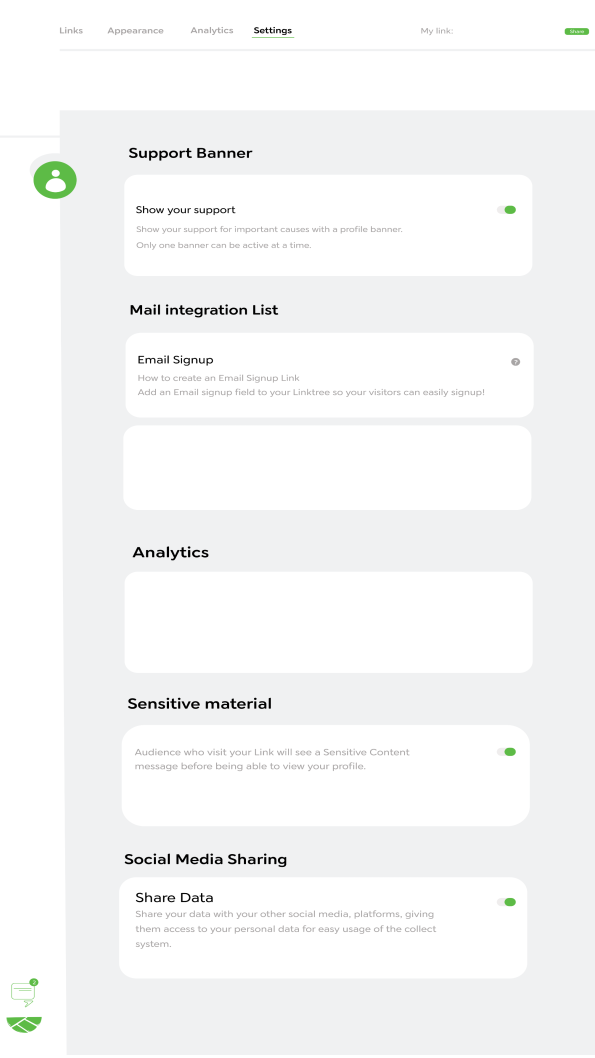 Links Appearance Analytics Settings My link: Share
Support Banner
Show your support
Show your support for important causes with a profile banner.
Only one banner can be active at a time.
Mail integration List
Email Signup
?
How to create an Email Signup Link
Add an Email signup field to your Linktree so your visitors can easily signup!
Analytics
Sensitive material
Audience who visit your Link will see a Sensitive Content
message before being able to view your profile.
Social Media Sharing
Share Data
Share your data with your other social media, platforms, giving
them access to your personal data for easy usage of the collect
system.